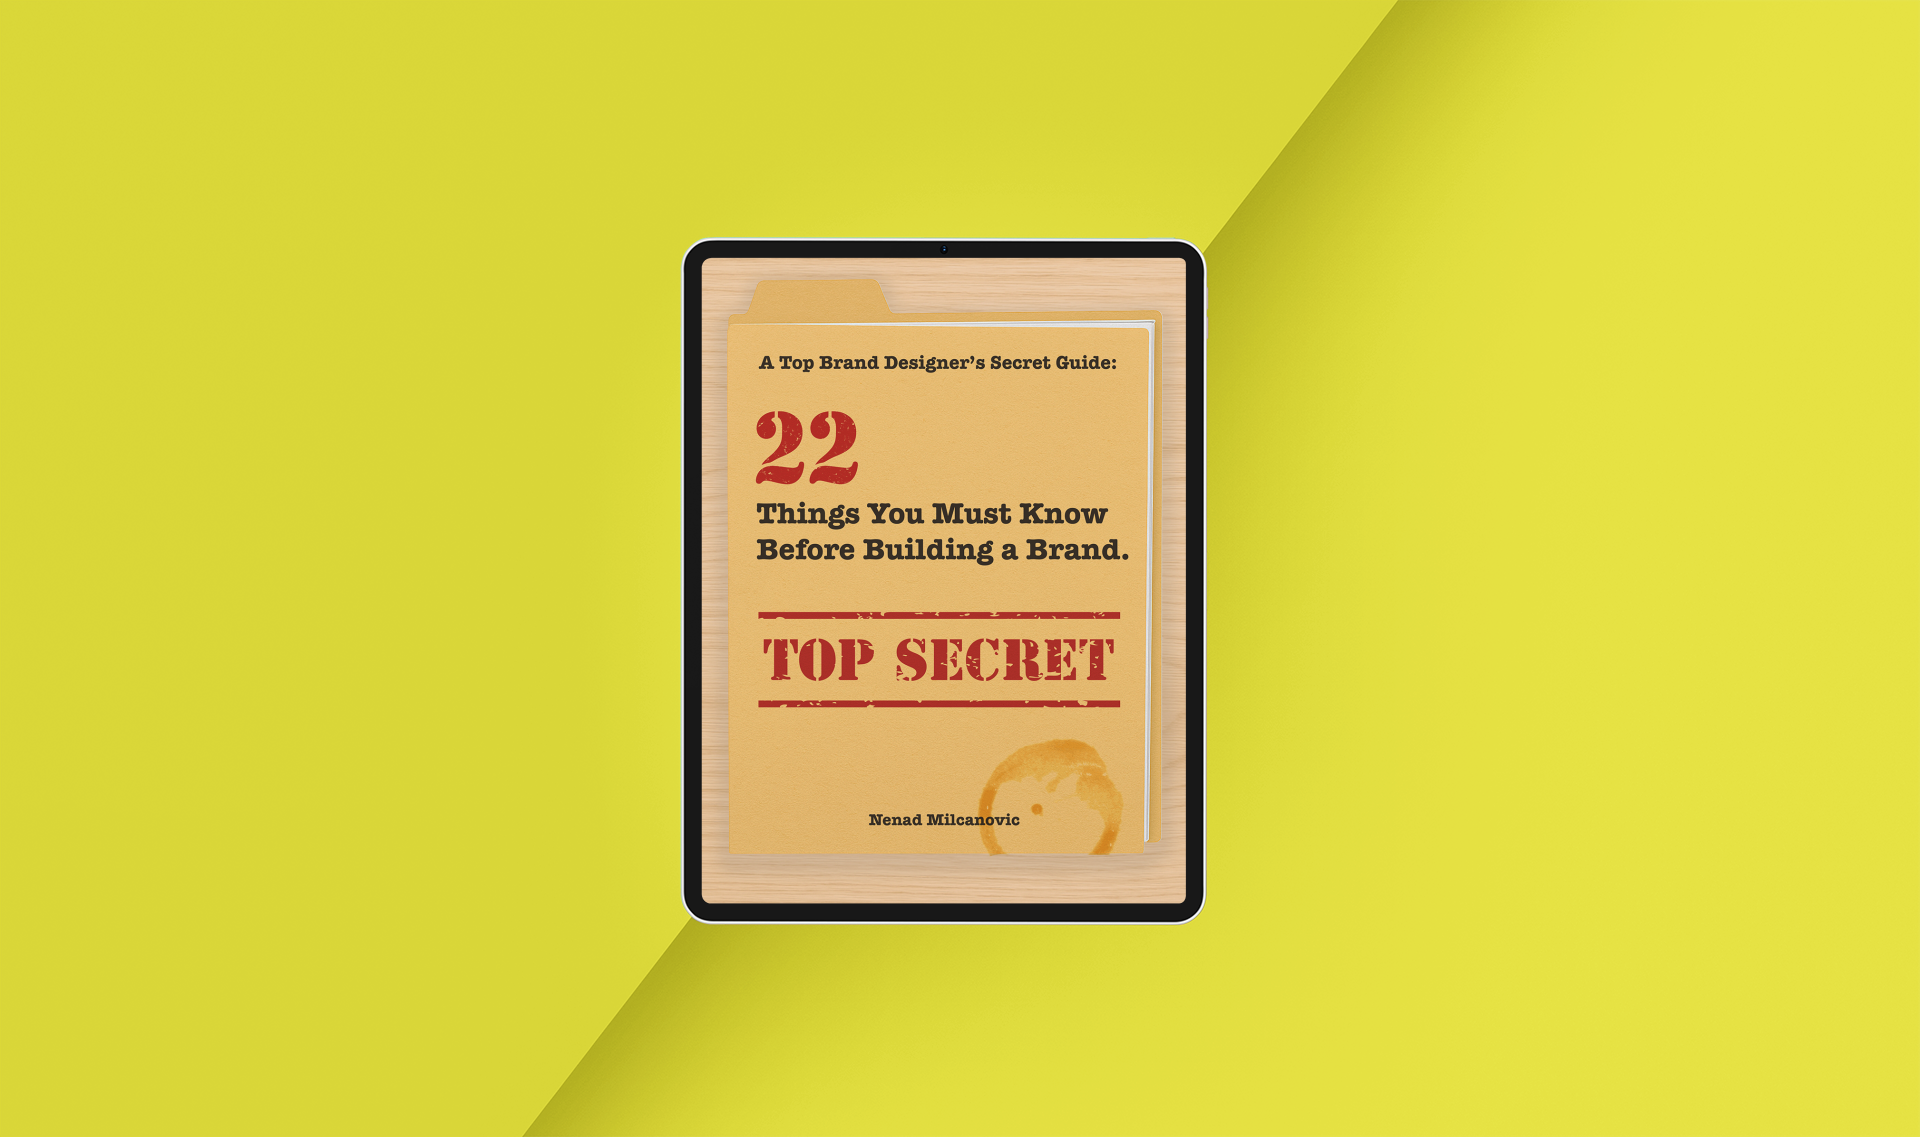 A Top Brand Designer’s Secret Guide:
22
Things You Must Know
Before Building a Brand.
TOP SECRET
Nenad Milcanovic